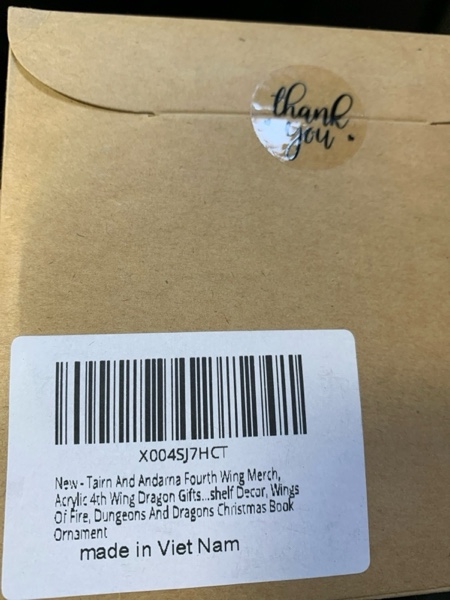 thank
you
X004SJ7HCT
New - Tairn And Andarna Fourth Wing Merch,
Acrylic 4th Wing Dragon Gifts...shelf Decor, Wings
Of Fire, Dungeons And Dragons Christmas Book
Ornament
made in Viet Nam